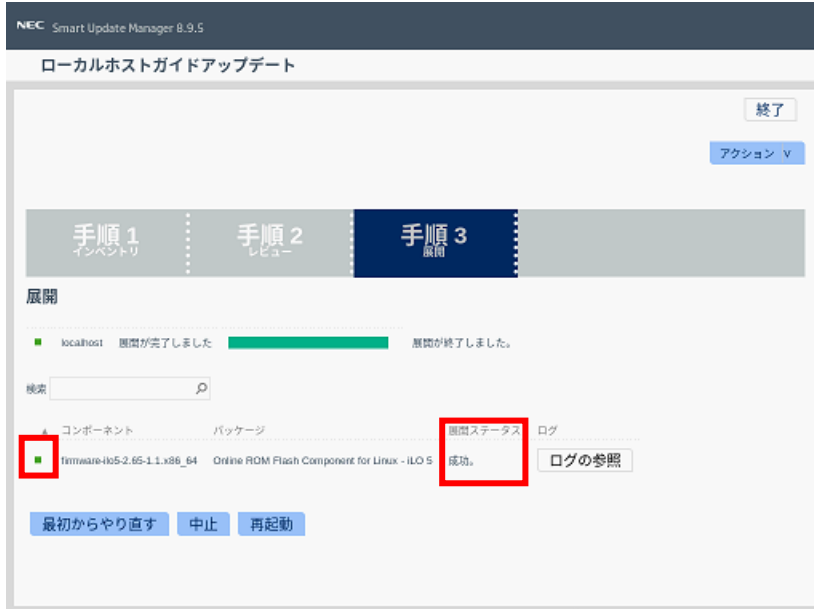 NEC Smart Update Manager 8.9.5
ローカルホストガイドアップデート
終了
アクション ∨
手順 1
インベントリ
手順 2
レビュー
手順 3
展開
展開
localhost 展開が完了しました 展開が終了しました。
検索
コンポーネント パッケージ 展開ステータス ログ
firmware-ilo5-2.65-1.1.x86_64 Online ROM Flash Component for Linux - iLO 5 成功。 ログの参照
最初からやり直す 中止 再起動